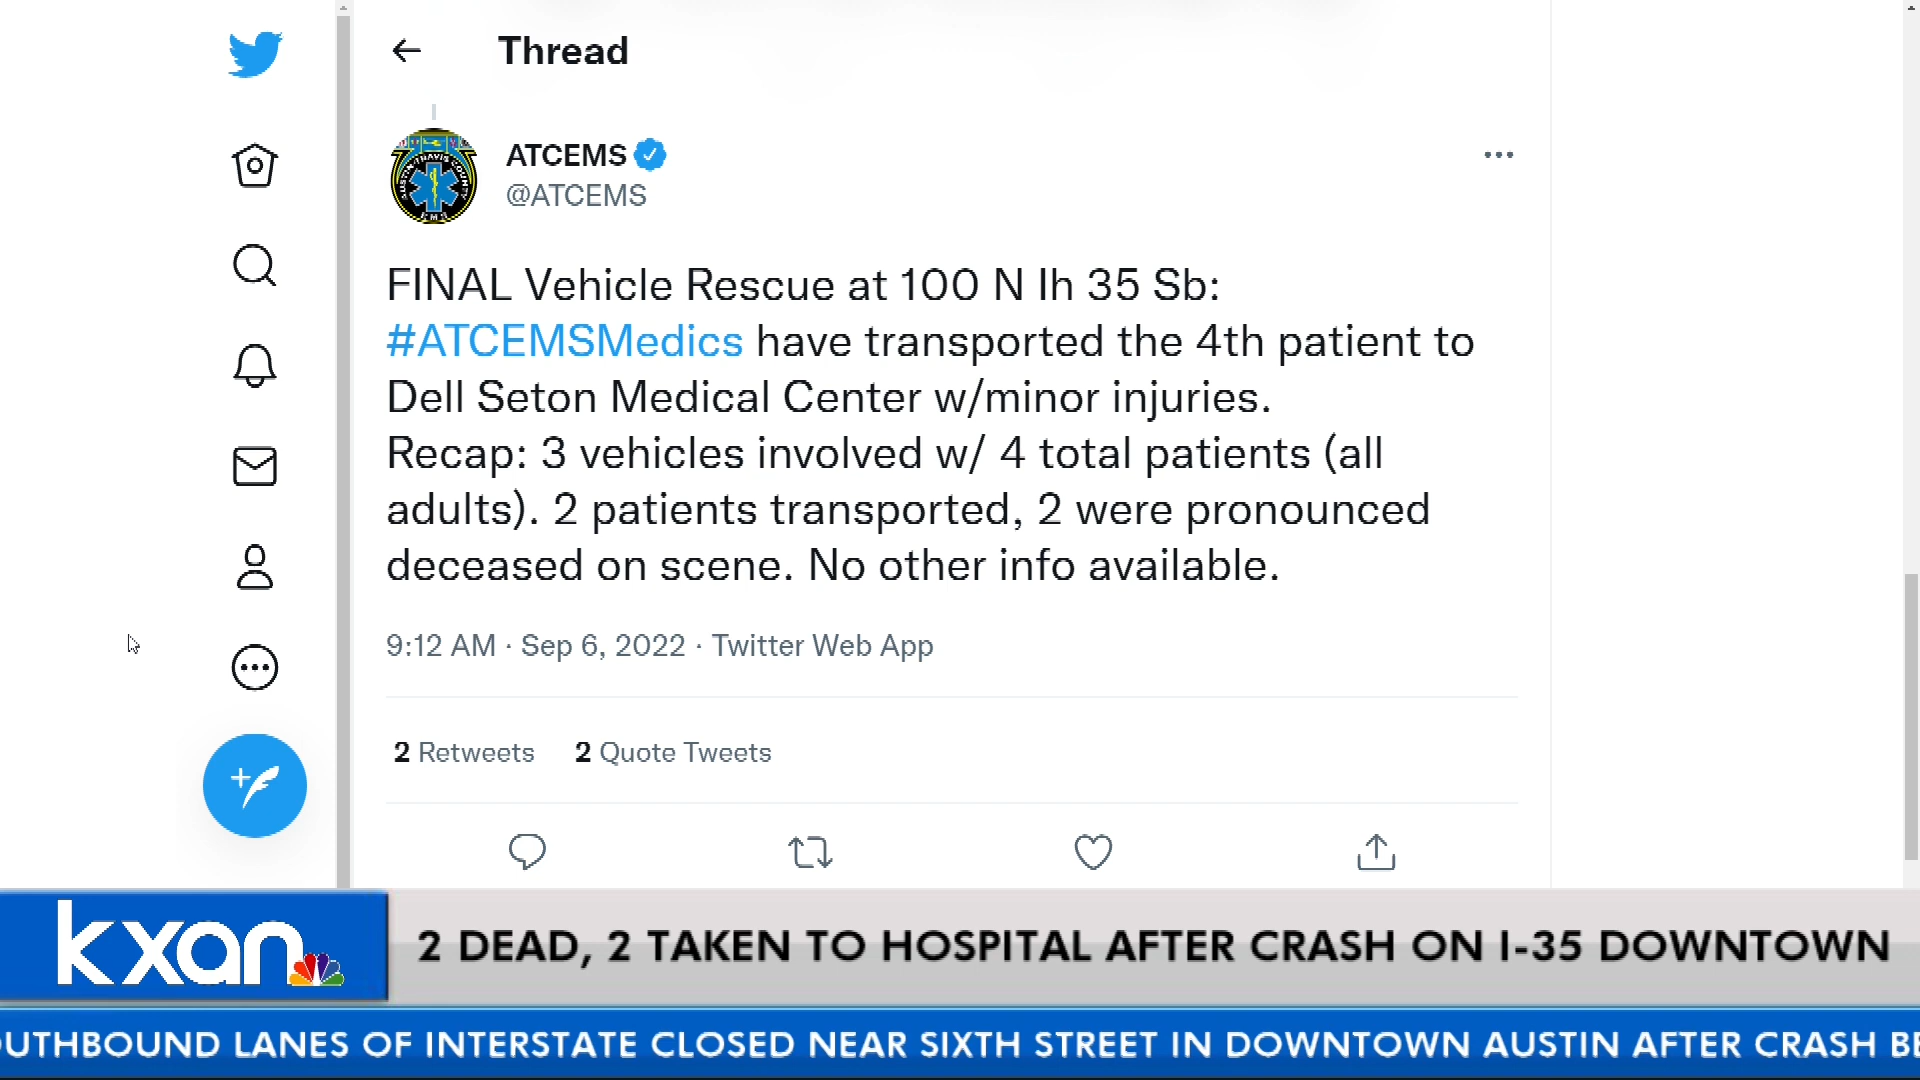 Thread
ATCEMS
@ATCEMS
FINAL Vehicle Rescue at 100 N Ih 35 Sb:
#ATCEMSMedics have transported the 4th patient to
Dell Seton Medical Center w/minor injuries.
Recap: 3 vehicles involved w/ 4 total patients (all
adults). 2 patients transported, 2 were pronounced
deceased on scene. No other info available.
9:12 AM · Sep 6, 2022 · Twitter Web App
2 Retweets 2 Quote Tweets
kxan
2 DEAD, 2 TAKEN TO HOSPITAL AFTER CRASH ON I-35 DOWNTOWN
OUTHBOUND LANES OF INTERSTATE CLOSED NEAR SIXTH STREET IN DOWNTOWN AUSTIN AFTER CRASH BE